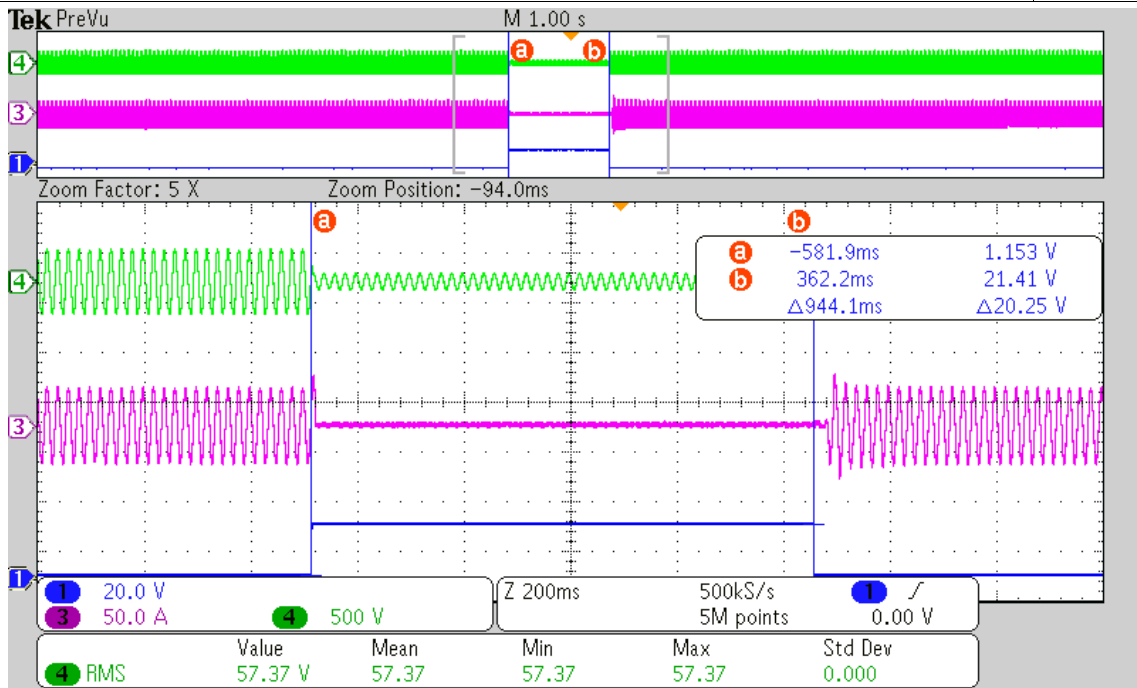 Tek PreVu M 1.00 s
a b
4
3
1
Zoom Factor: 5 X Zoom Position: -94.0ms
a b
a -581.9ms 1.153 V
b 362.2ms 21.41 V
△944.1ms △20.25 V
4
3
1
1 20.0 V Z 200ms 500kS/s 1
3 50.0 A 4 500 V 5M points 0.00 V
Value Mean Min Max Std Dev
4 RMS 57.37 V 57.37 57.37 57.37 0.000